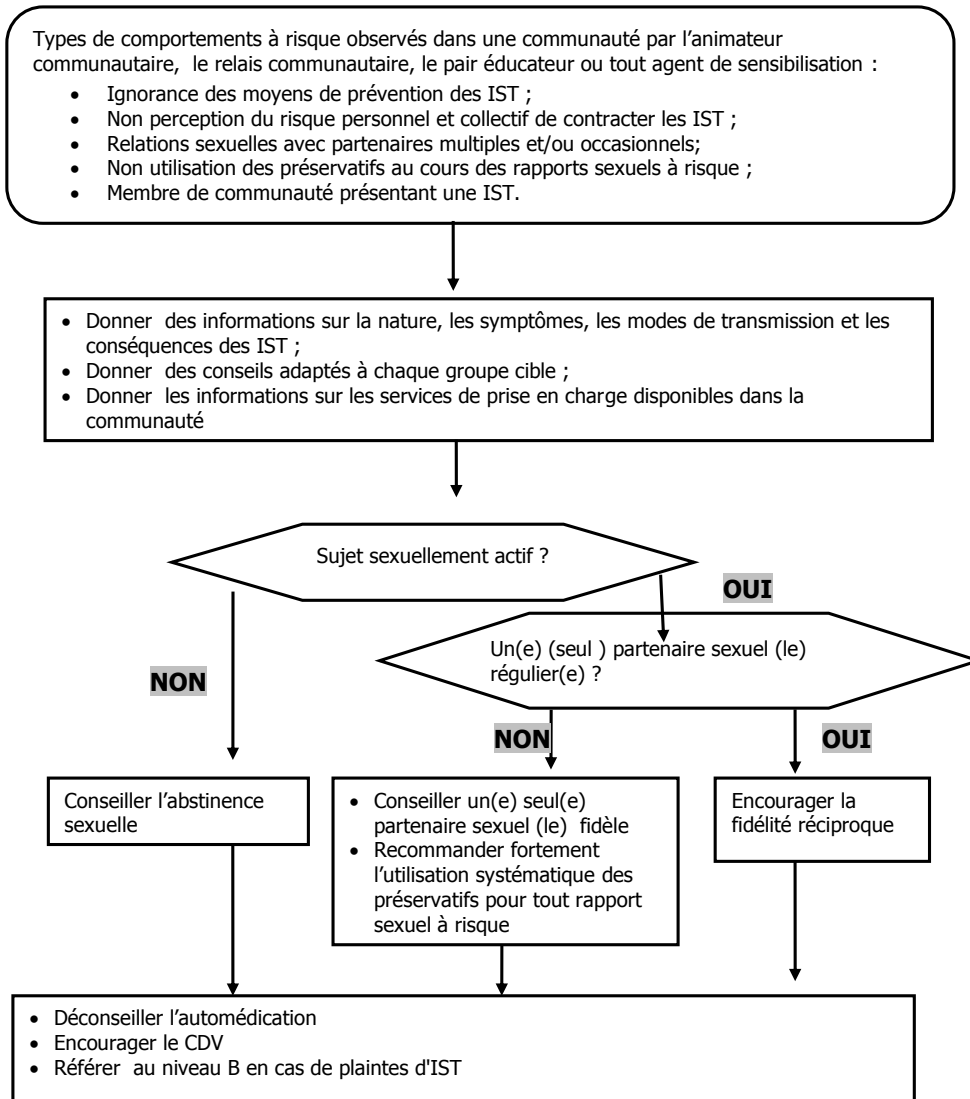 Types de comportements à risque observés dans une communauté par l’animateur
communautaire, le relais communautaire, le pair éducateur ou tout agent de sensibilisation :
• Ignorance des moyens de prévention des IST ;
• Non perception du risque personnel et collectif de contracter les IST ;
• Relations sexuelles avec partenaires multiples et/ou occasionnels;
• Non utilisation des préservatifs au cours des rapports sexuels à risque ;
• Membre de communauté présentant une IST.
• Donner des informations sur la nature, les symptômes, les modes de transmission et les
conséquences des IST ;
• Donner des conseils adaptés à chaque groupe cible ;
• Donner les informations sur les services de prise en charge disponibles dans la
communauté
Sujet sexuellement actif ?
OUI
Un(e) (seul ) partenaire sexuel (le)
régulier(e) ?
NON
NON
OUI
Conseiller l’abstinence
sexuelle
• Conseiller un(e) seul(e)
partenaire sexuel (le) fidèle
• Recommander fortement
l’utilisation systématique des
préservatifs pour tout rapport
sexuel à risque
Encourager la
fidélité réciproque
• Déconseiller l’automédication
• Encourager le CDV
• Référer au niveau B en cas de plaintes d'IST